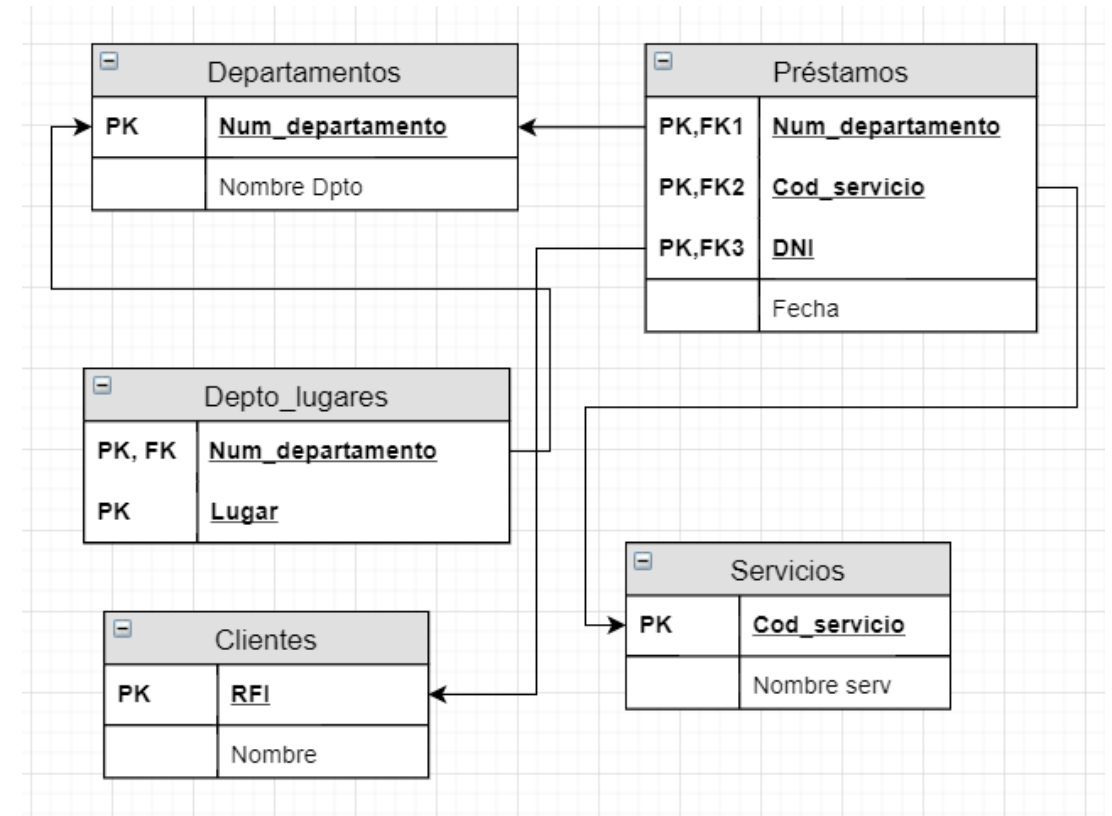 Departamentos
PK Num_departamento
Nombre Dpto
Préstamos
PK,FK1 Num_departamento
PK,FK2 Cod_servicio
PK,FK3 DNI
Fecha
Depto_lugares
PK, FK Num_departamento
PK Lugar
Servicios
PK Cod_servicio
Nombre serv
Clientes
PK RFI
Nombre